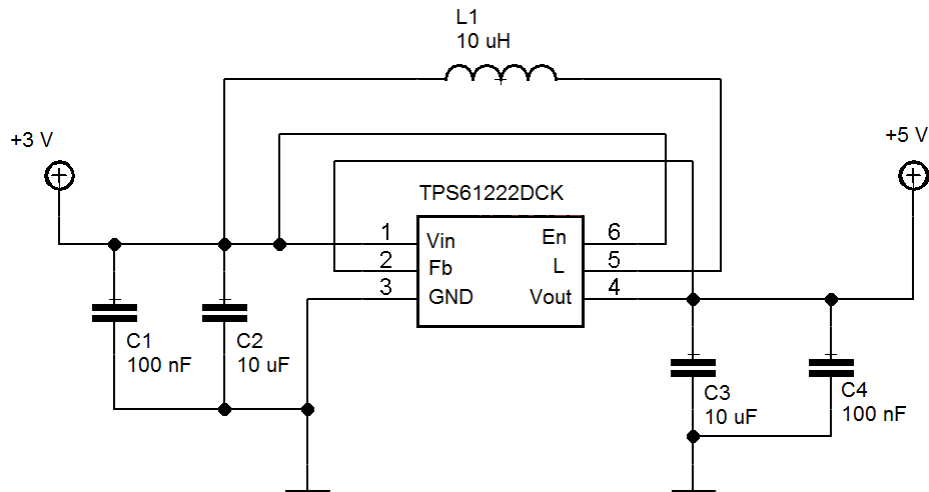 L1
10 uH
+3 V
+5 V
TPS61222DCK
1 Vin En 6
2 Fb L 5
3 GND Vout 4
C1
100 nF
C2
10 uF
C3
10 uF
C4
100 nF